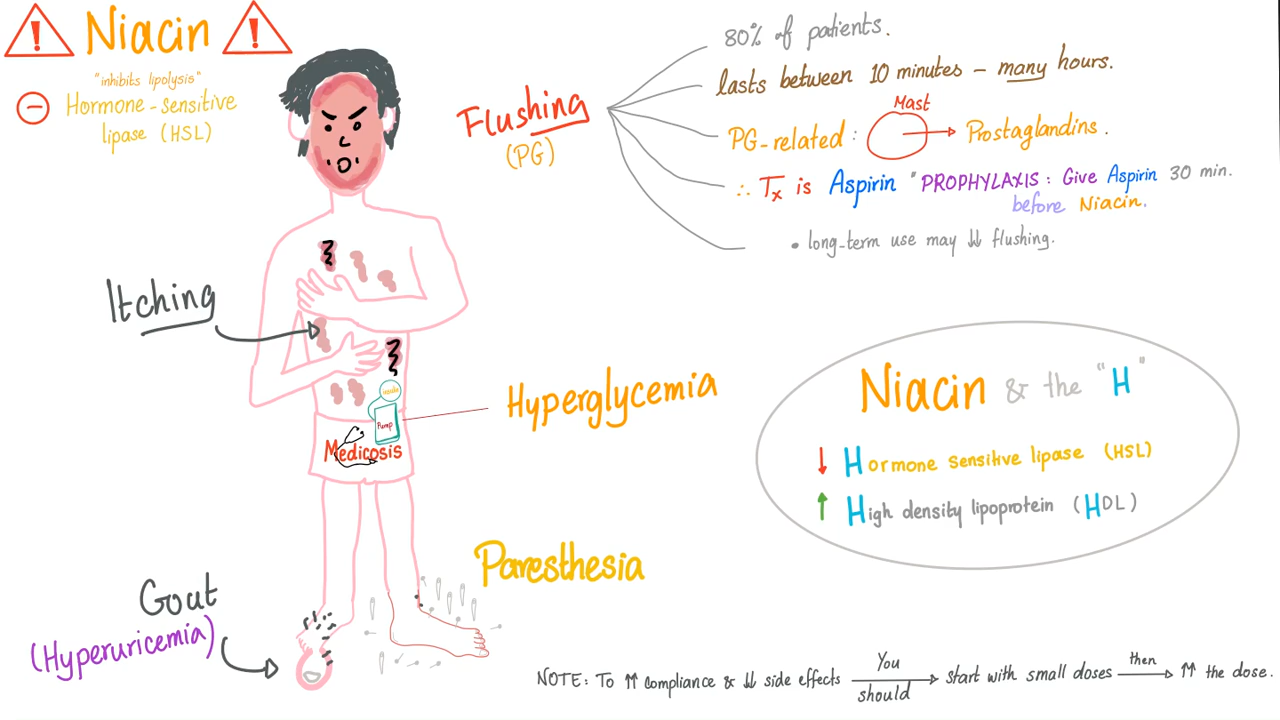 ! Niacin !
"inhibits lipolysis"
− Hormone-sensitive
lipase (HSL)
Flushing
(PG)
80% of patients.
lasts between 10 minutes – many hours.
Mast
PG-related: → Prostaglandins.
∴ Tx is Aspirin "PROPHYLAXIS: Give Aspirin 30 min.
before Niacin.
• long-term use may ↓↓ flushing.
Itching
Insulin
Pump
Medicosis
Hyperglycemia
Niacin & the "H"
↓ Hormone sensitive lipase (HSL)
↑ High density lipoprotein (HDL)
Paresthesia
Gout
(Hyperuricemia)
NOTE: To ↑↑ compliance & ↓↓ side effects You should → start with small doses then → ↑↑ the dose.